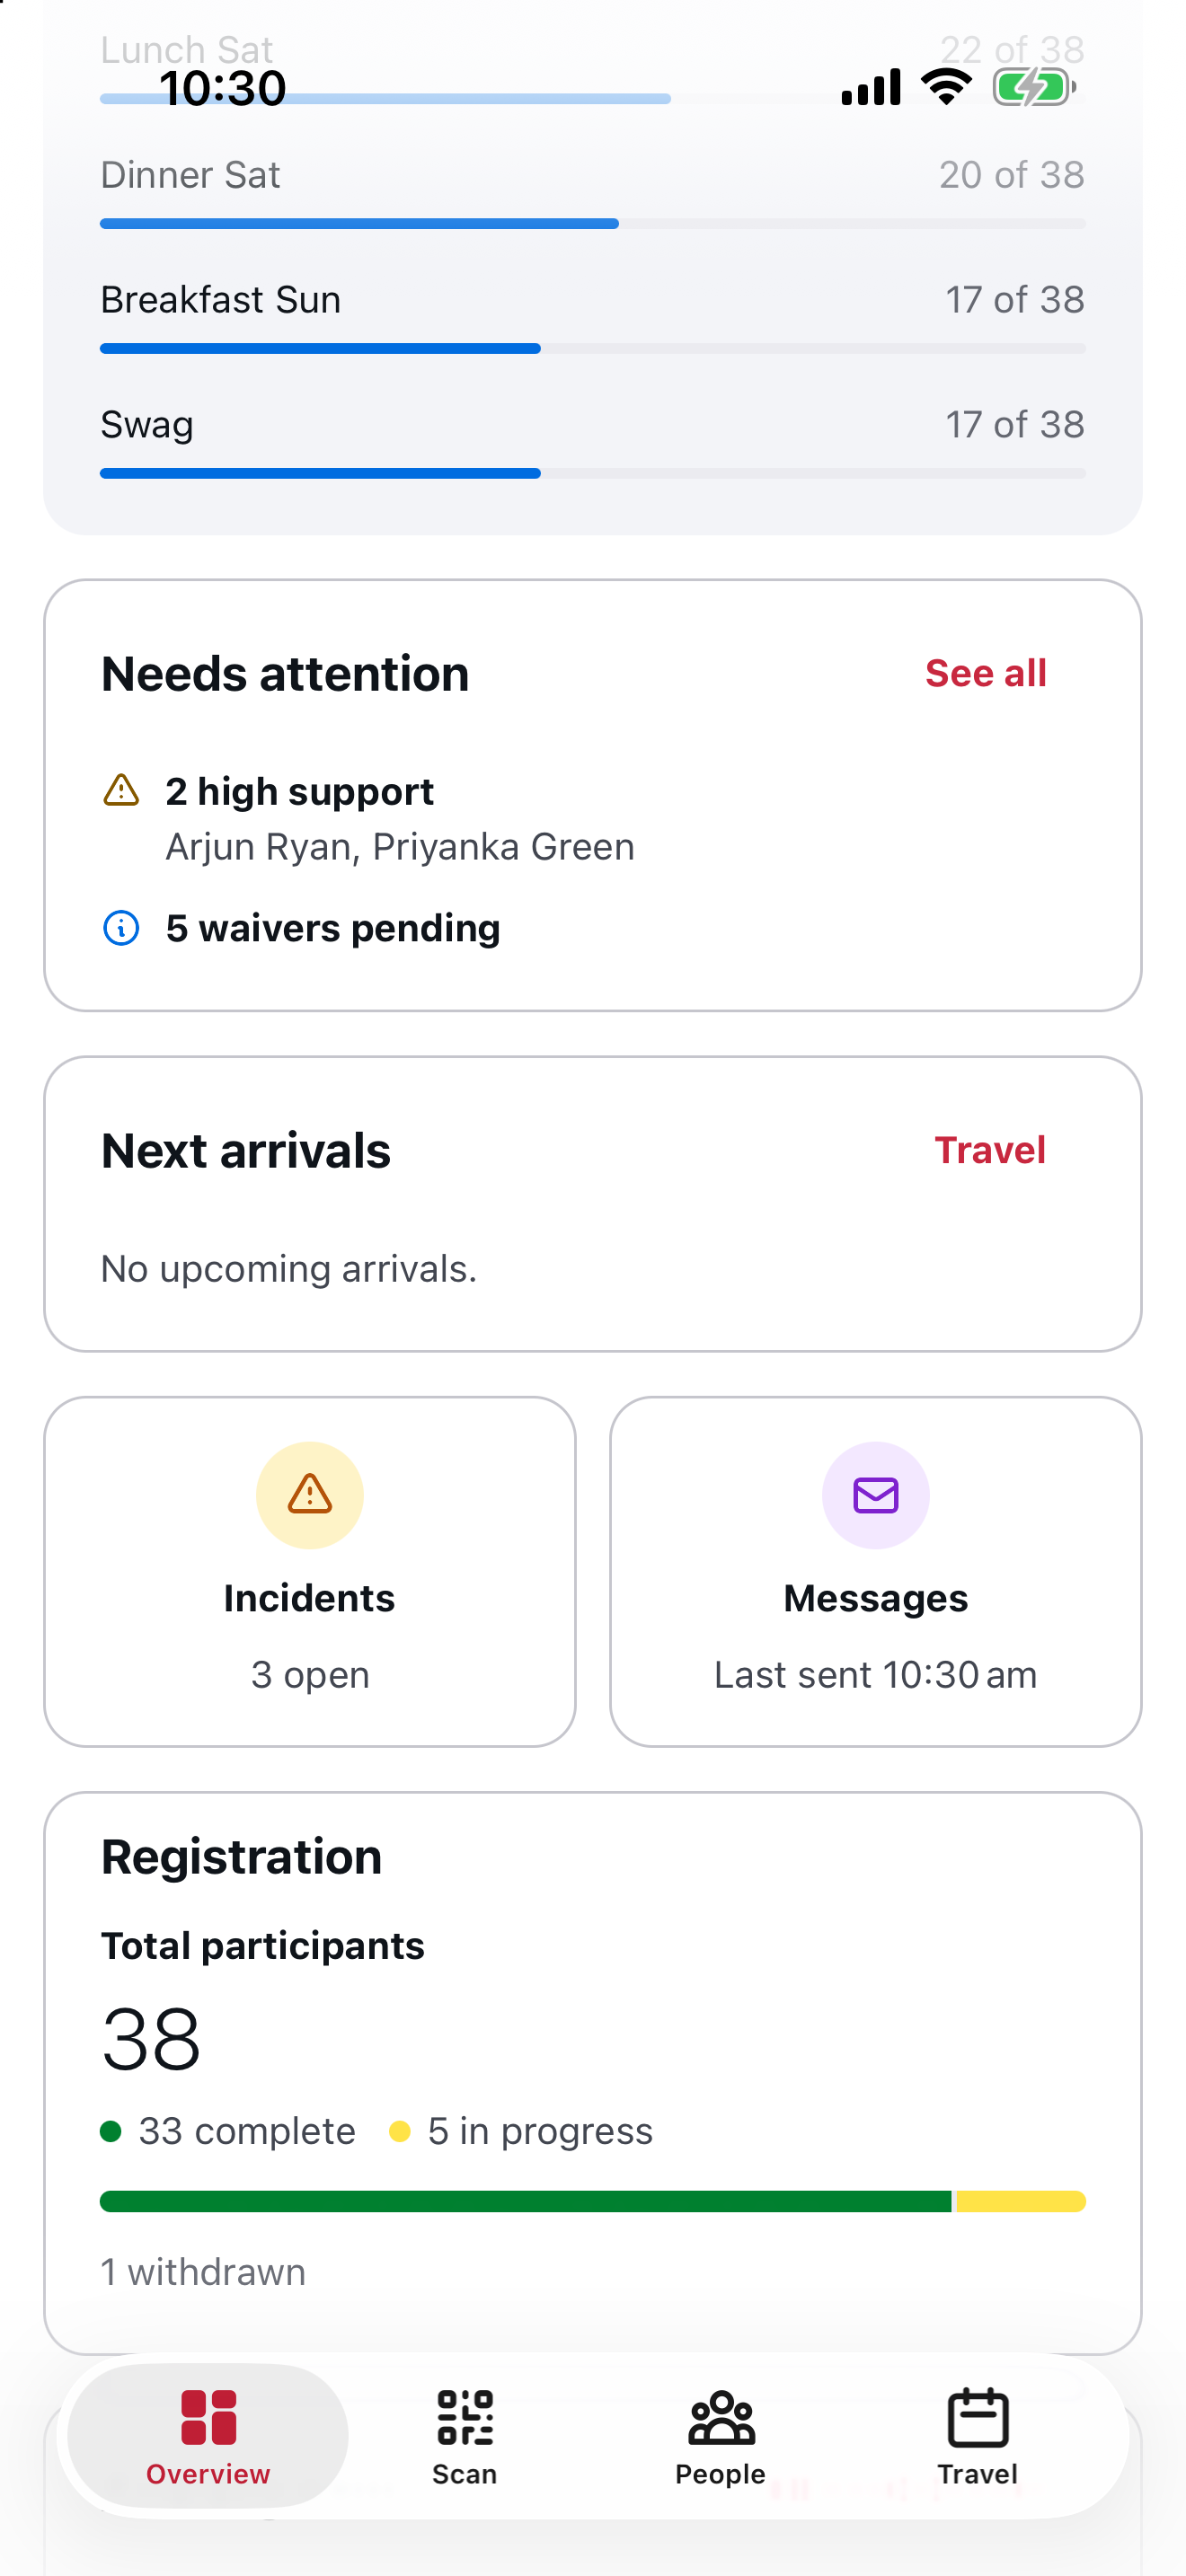 Lunch Sat 22 of 38
10:30
Dinner Sat 20 of 38
Breakfast Sun 17 of 38
Swag 17 of 38
Needs attention See all
2 high support
Arjun Ryan, Priyanka Green
5 waivers pending
Next arrivals Travel
No upcoming arrivals.
Incidents Messages
3 open Last sent 10:30 am
Registration
Total participants
38
33 complete 5 in progress
1 withdrawn
Overview Scan People Travel